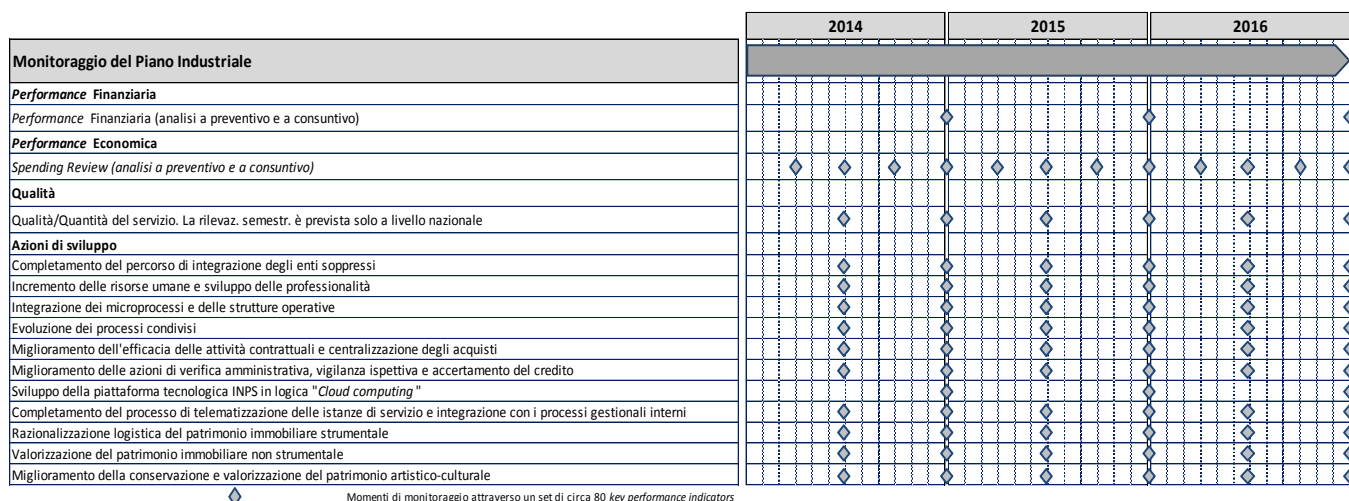 2014 2015 2016
Monitoraggio del Piano Industriale
Performance Finanziaria
Performance Finanziaria (analisi a preventivo e a consuntivo)
Performance Economica
Spending Review (analisi a preventivo e a consuntivo)
Qualità
Qualità/Quantità del servizio. La rilevaz. semestr. è prevista solo a livello nazionale
Azioni di sviluppo
Completamento del percorso di integrazione degli enti soppressi
Incremento delle risorse umane e sviluppo delle professionalità
Integrazione dei microprocessi e delle strutture operative
Evoluzione dei processi condivisi
Miglioramento dell'efficacia delle attività contrattuali e centralizzazione degli acquisti
Miglioramento delle azioni di verifica amministrativa, vigilanza ispettiva e accertamento del credito
Sviluppo della piattaforma tecnologica INPS in logica "Cloud computing "
Completamento del processo di telematizzazione delle istanze di servizio e integrazione con i processi gestionali interni
Razionalizzazione logistica del patrimonio immobiliare strumentale
Valorizzazione del patrimonio immobiliare non strumentale
Miglioramento della conservazione e valorizzazione del patrimonio artistico-culturale
Momenti di monitoraggio attraverso un set di circa 80 key performance indicators